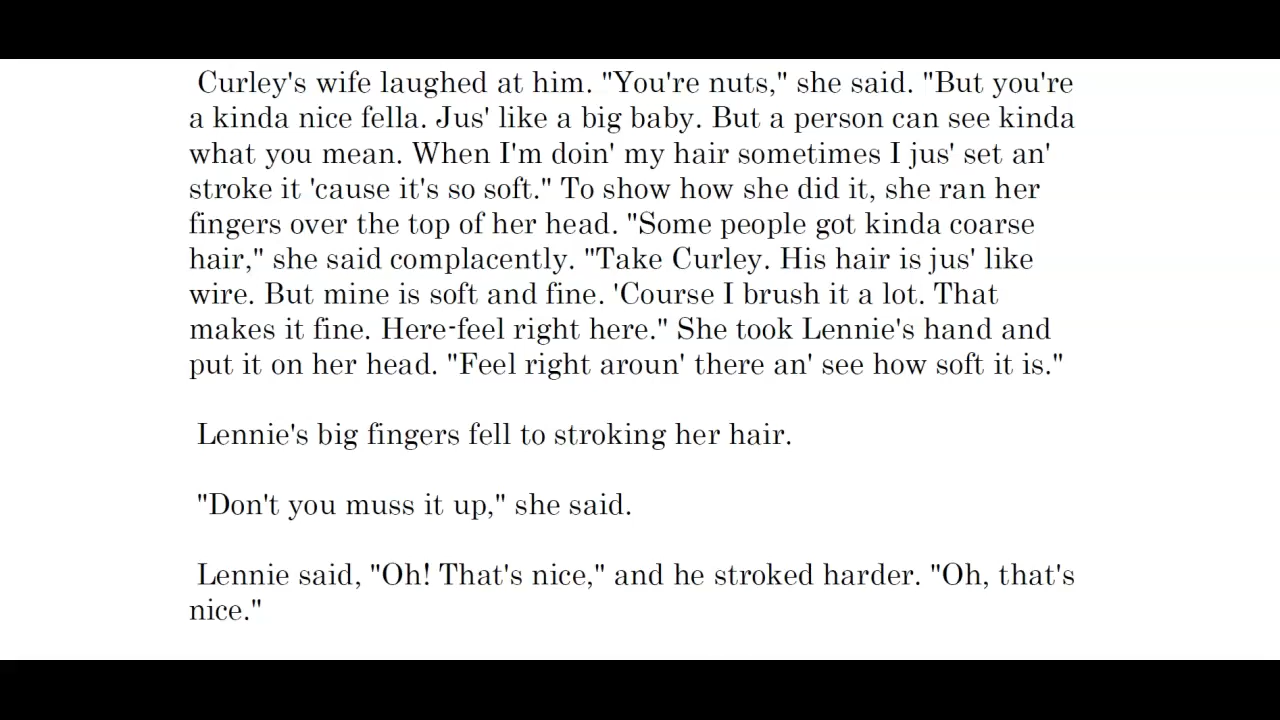 Curley's wife laughed at him. "You're nuts," she said. "But you're
a kinda nice fella. Jus' like a big baby. But a person can see kinda
what you mean. When I'm doin' my hair sometimes I jus' set an'
stroke it 'cause it's so soft." To show how she did it, she ran her
fingers over the top of her head. "Some people got kinda coarse
hair," she said complacently. "Take Curley. His hair is jus' like
wire. But mine is soft and fine. 'Course I brush it a lot. That
makes it fine. Here-feel right here." She took Lennie's hand and
put it on her head. "Feel right aroun' there an' see how soft it is."
Lennie's big fingers fell to stroking her hair.
"Don't you muss it up," she said.
Lennie said, "Oh! That's nice," and he stroked harder. "Oh, that's
nice."